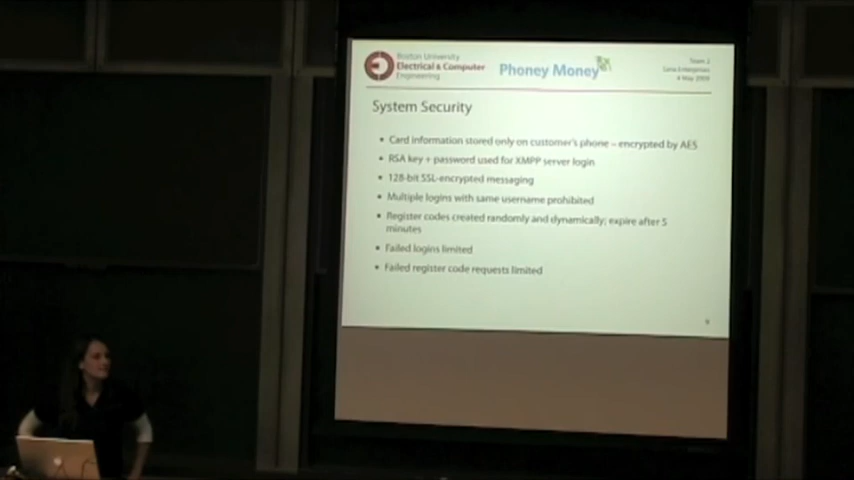 Boston University
Electrical & Computer
Engineering
Phoney Money
Team 2
4 May 2009
System Security
• Card information stored only on customer's phone – encrypted by AES
• RSA key + password used for XMPP server login
• 128-bit SSL-encrypted messaging
• Multiple logins with same username prohibited
• Register codes created randomly and dynamically; expire after 5
minutes
• Failed logins limited
• Failed register code requests limited